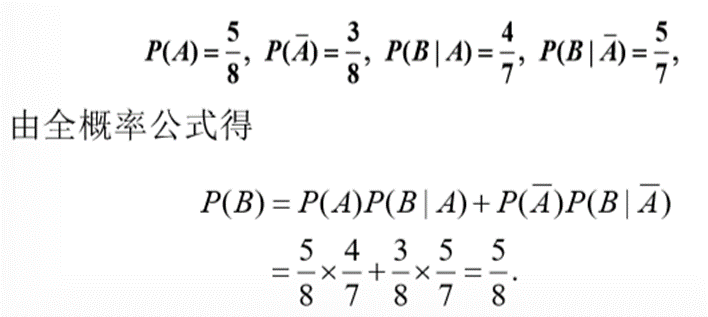 P(A) = 5/8, P(A̅) = 3/8, P(B | A) = 4/7, P(B | A̅) = 5/7,
由全概率公式得
P(B) = P(A)P(B | A) + P(A̅)P(B | A̅)
= 5/8 × 4/7 + 3/8 × 5/7 = 5/8.